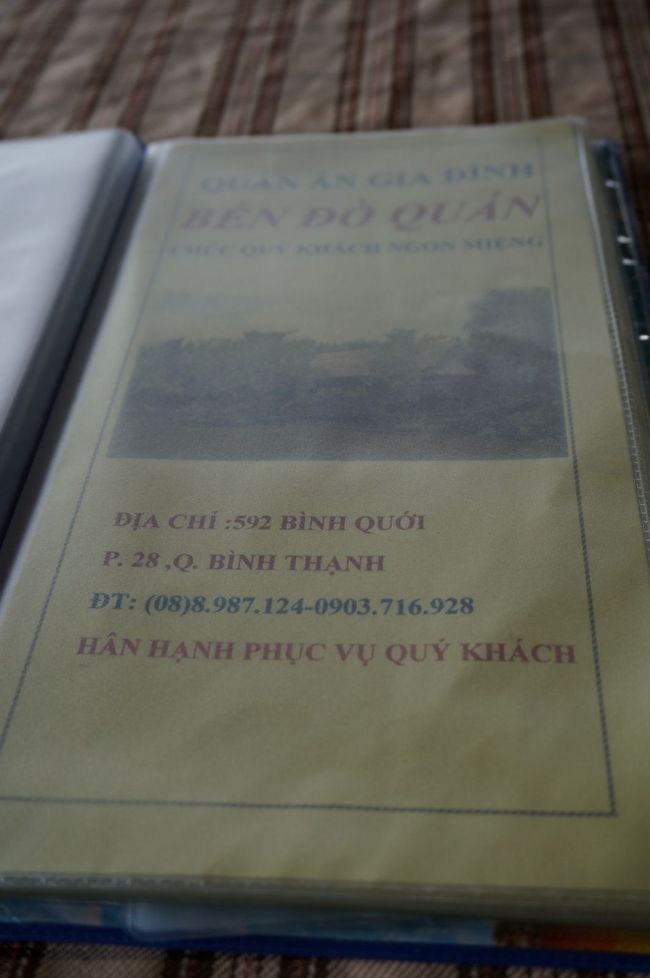 QUÁN ĂN GIA ĐÌNH
BẾN ĐÒ QUÁN
CHÚC QUÝ KHÁCH NGON MIỆNG
ĐỊA CHỈ :592 BÌNH QUỚI
P. 28 ,Q. BÌNH THẠNH
ĐT: (08)8.987.124-0903.716.928
HÂN HẠNH PHỤC VỤ QUÝ KHÁCH